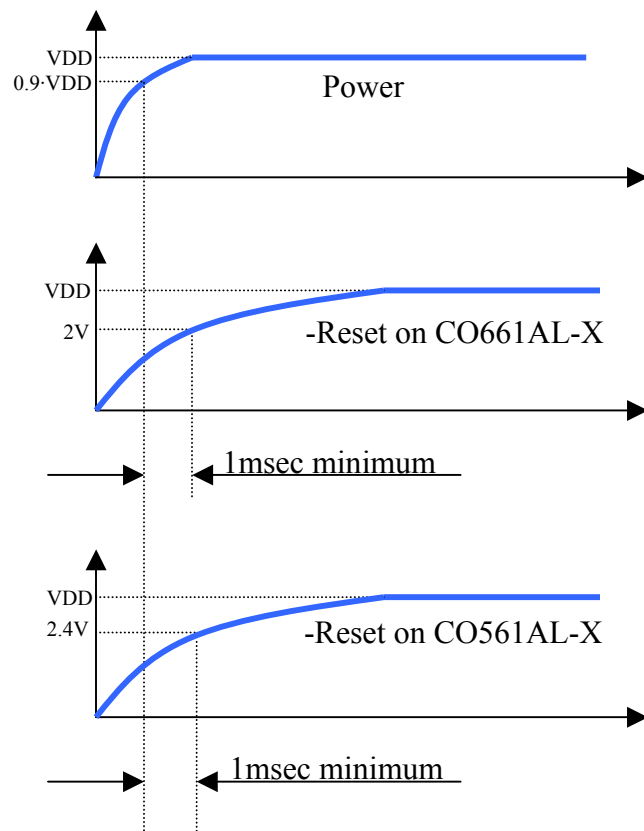 VDD
0.9·VDD
Power
VDD
2V
-Reset on CO661AL-X
1msec minimum
VDD
2.4V
-Reset on CO561AL-X
1msec minimum